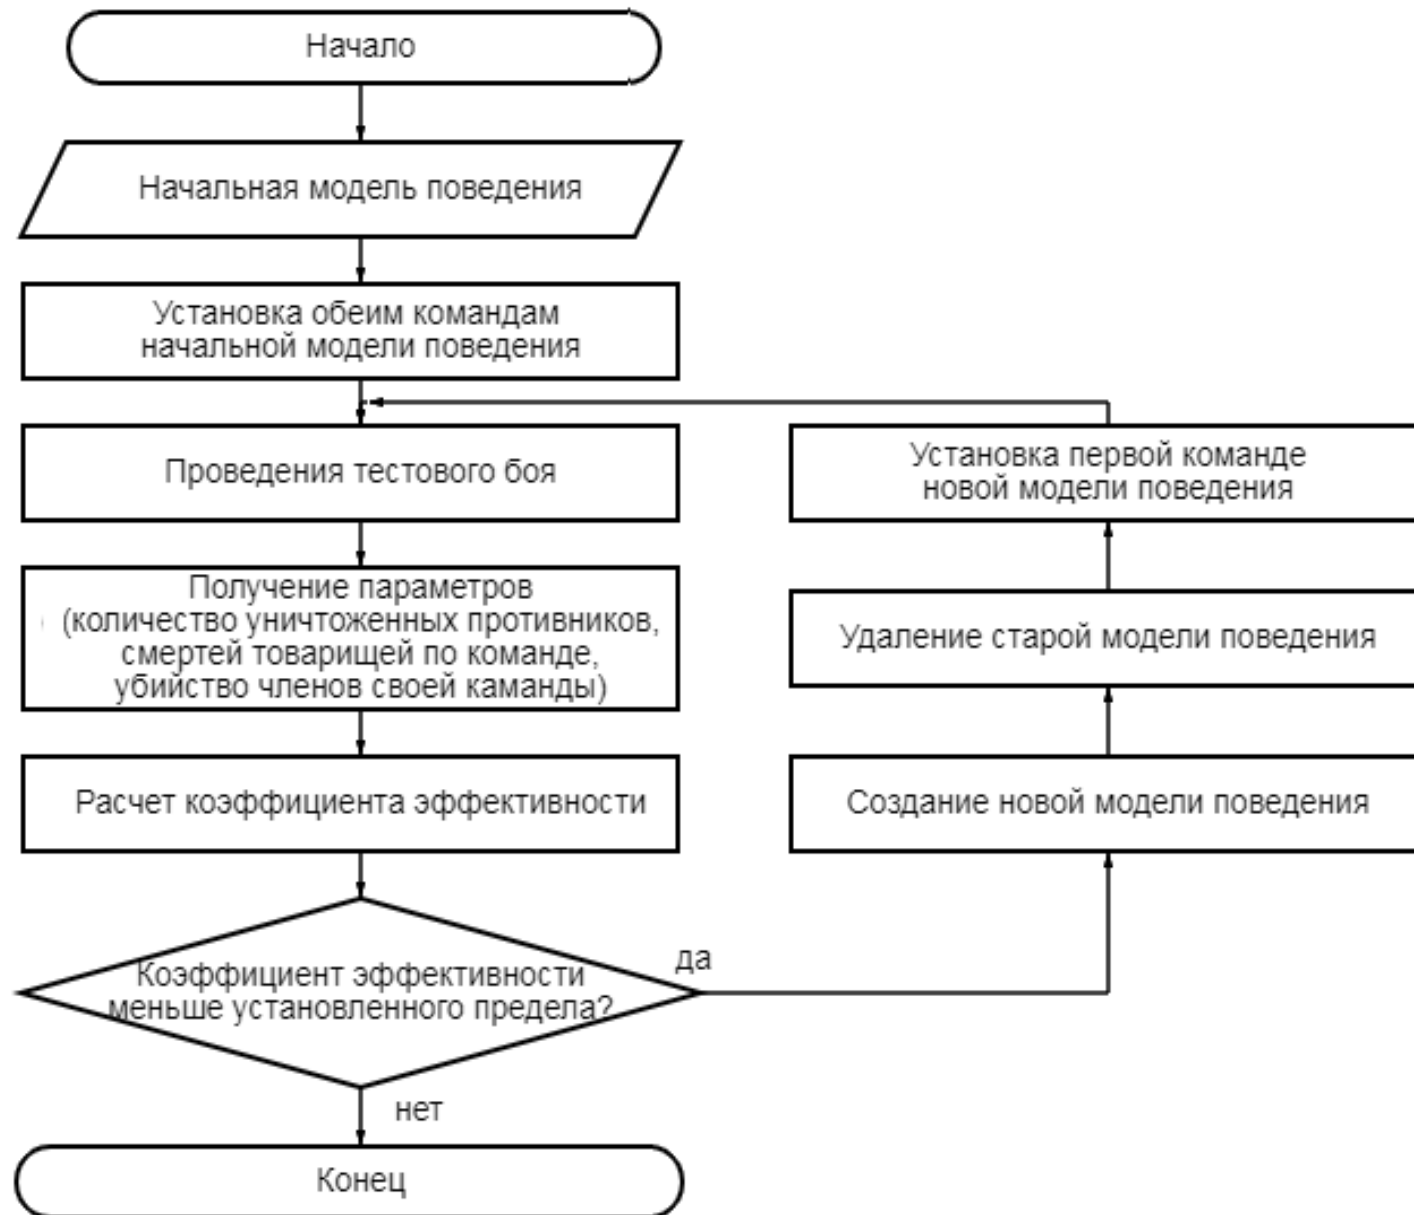 Начало
Начальная модель поведения
Установка обеим командам
начальной модели поведения
Проведения тестового боя
Получение параметров
(количество уничтоженных противников,
смертей товарищей по команде,
убийство членов своей каманды)
Расчет коэффициента эффективности
Коэффициент эффективности
меньше установленного предела?
да
нет
Конец
Установка первой команде
новой модели поведения
Удаление старой модели поведения
Создание новой модели поведения